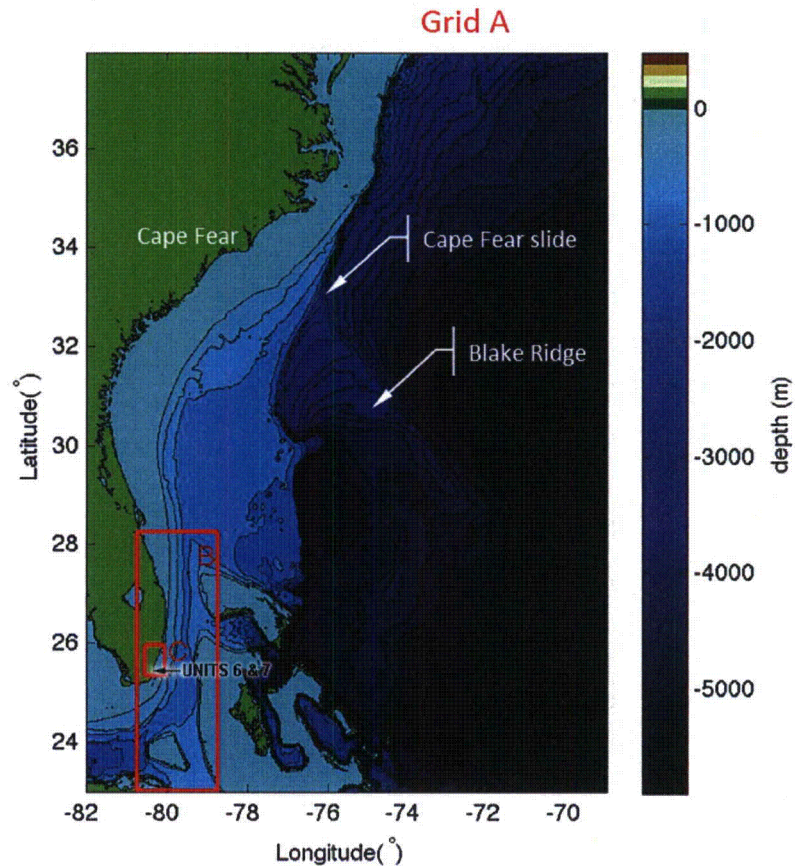 Grid A
Cape Fear
Cape Fear slide
Blake Ridge
B
C
UNITS 6 & 7
36
34
32
30
28
26
24
Latitude(°)
-82
-80
-78
-76
-74
-72
-70
Longitude(°)
0
-1000
-2000
-3000
-4000
-5000
depth (m)